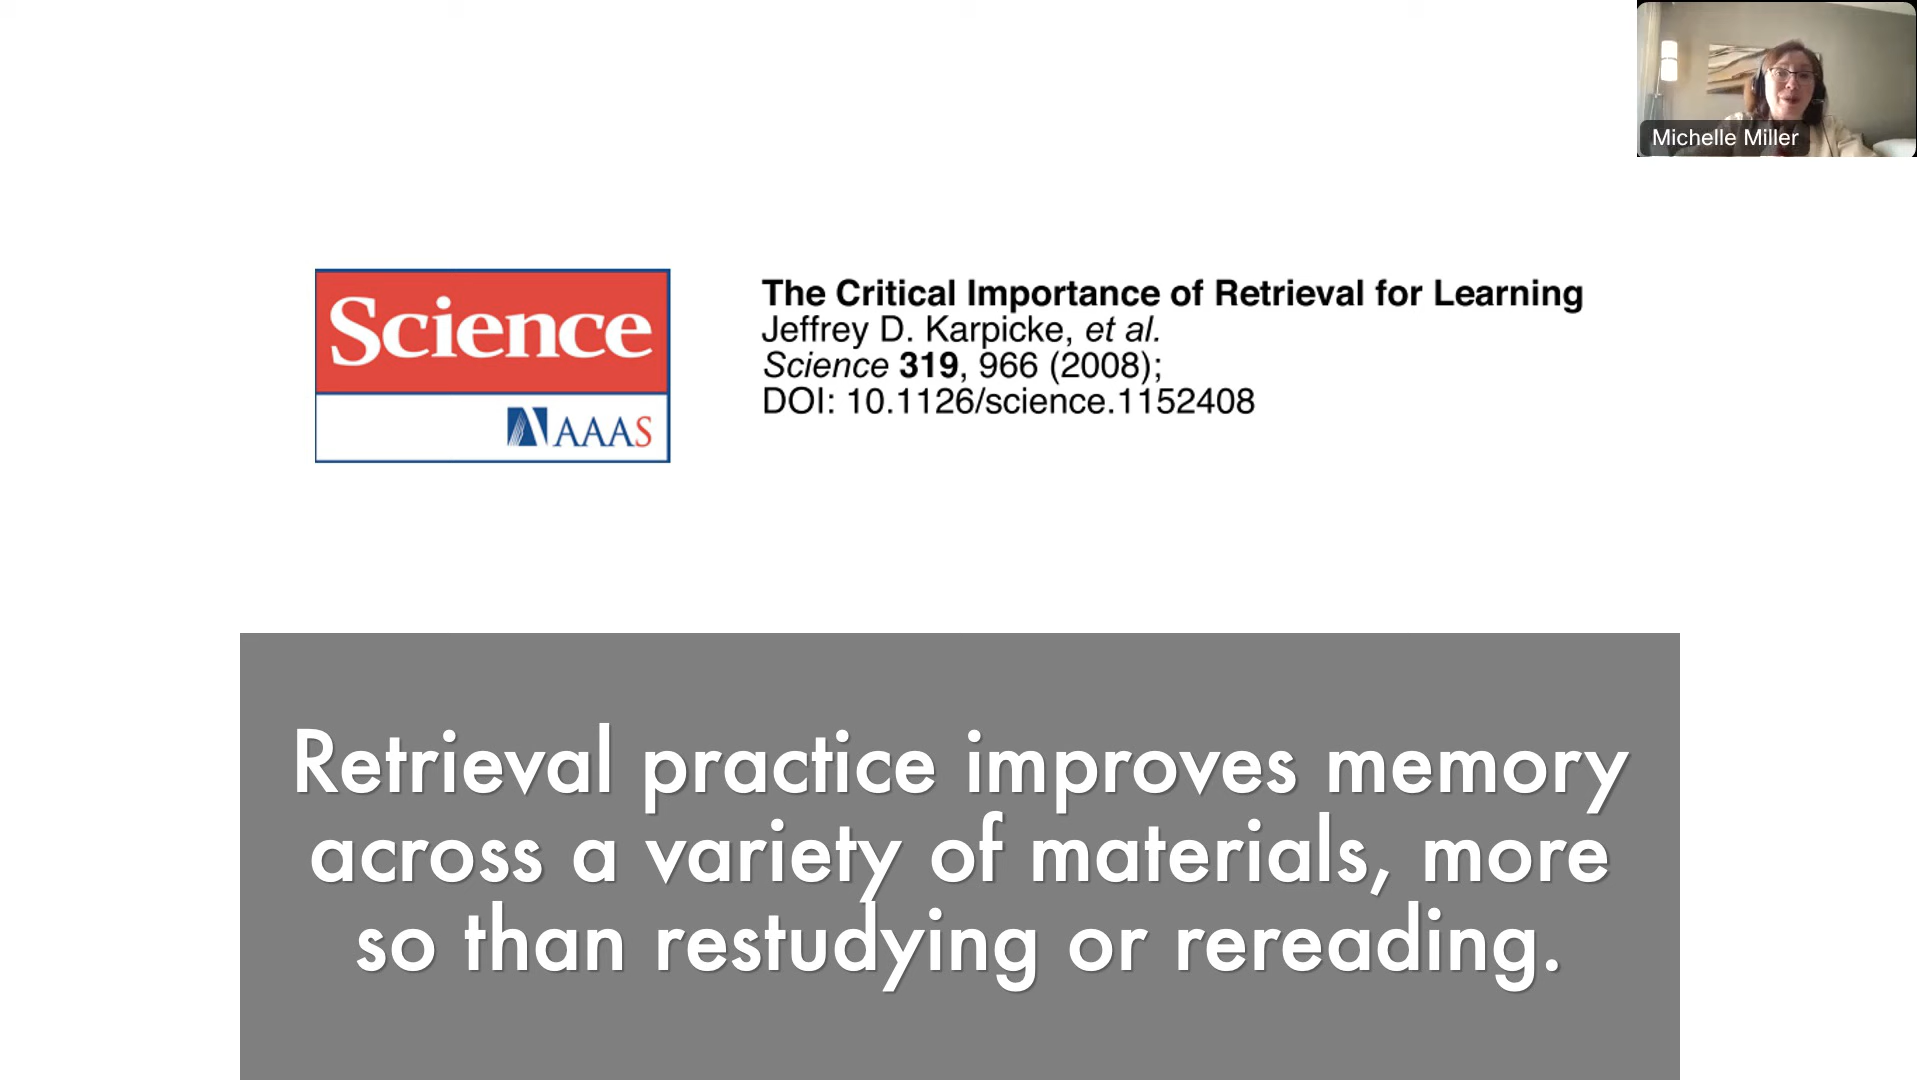 Michelle Miller
Science
AAAS
The Critical Importance of Retrieval for Learning
Jeffrey D. Karpicke, et al.
Science 319, 966 (2008);
DOI: 10.1126/science.1152408
Retrieval practice improves memory
across a variety of materials, more
so than restudying or rereading.